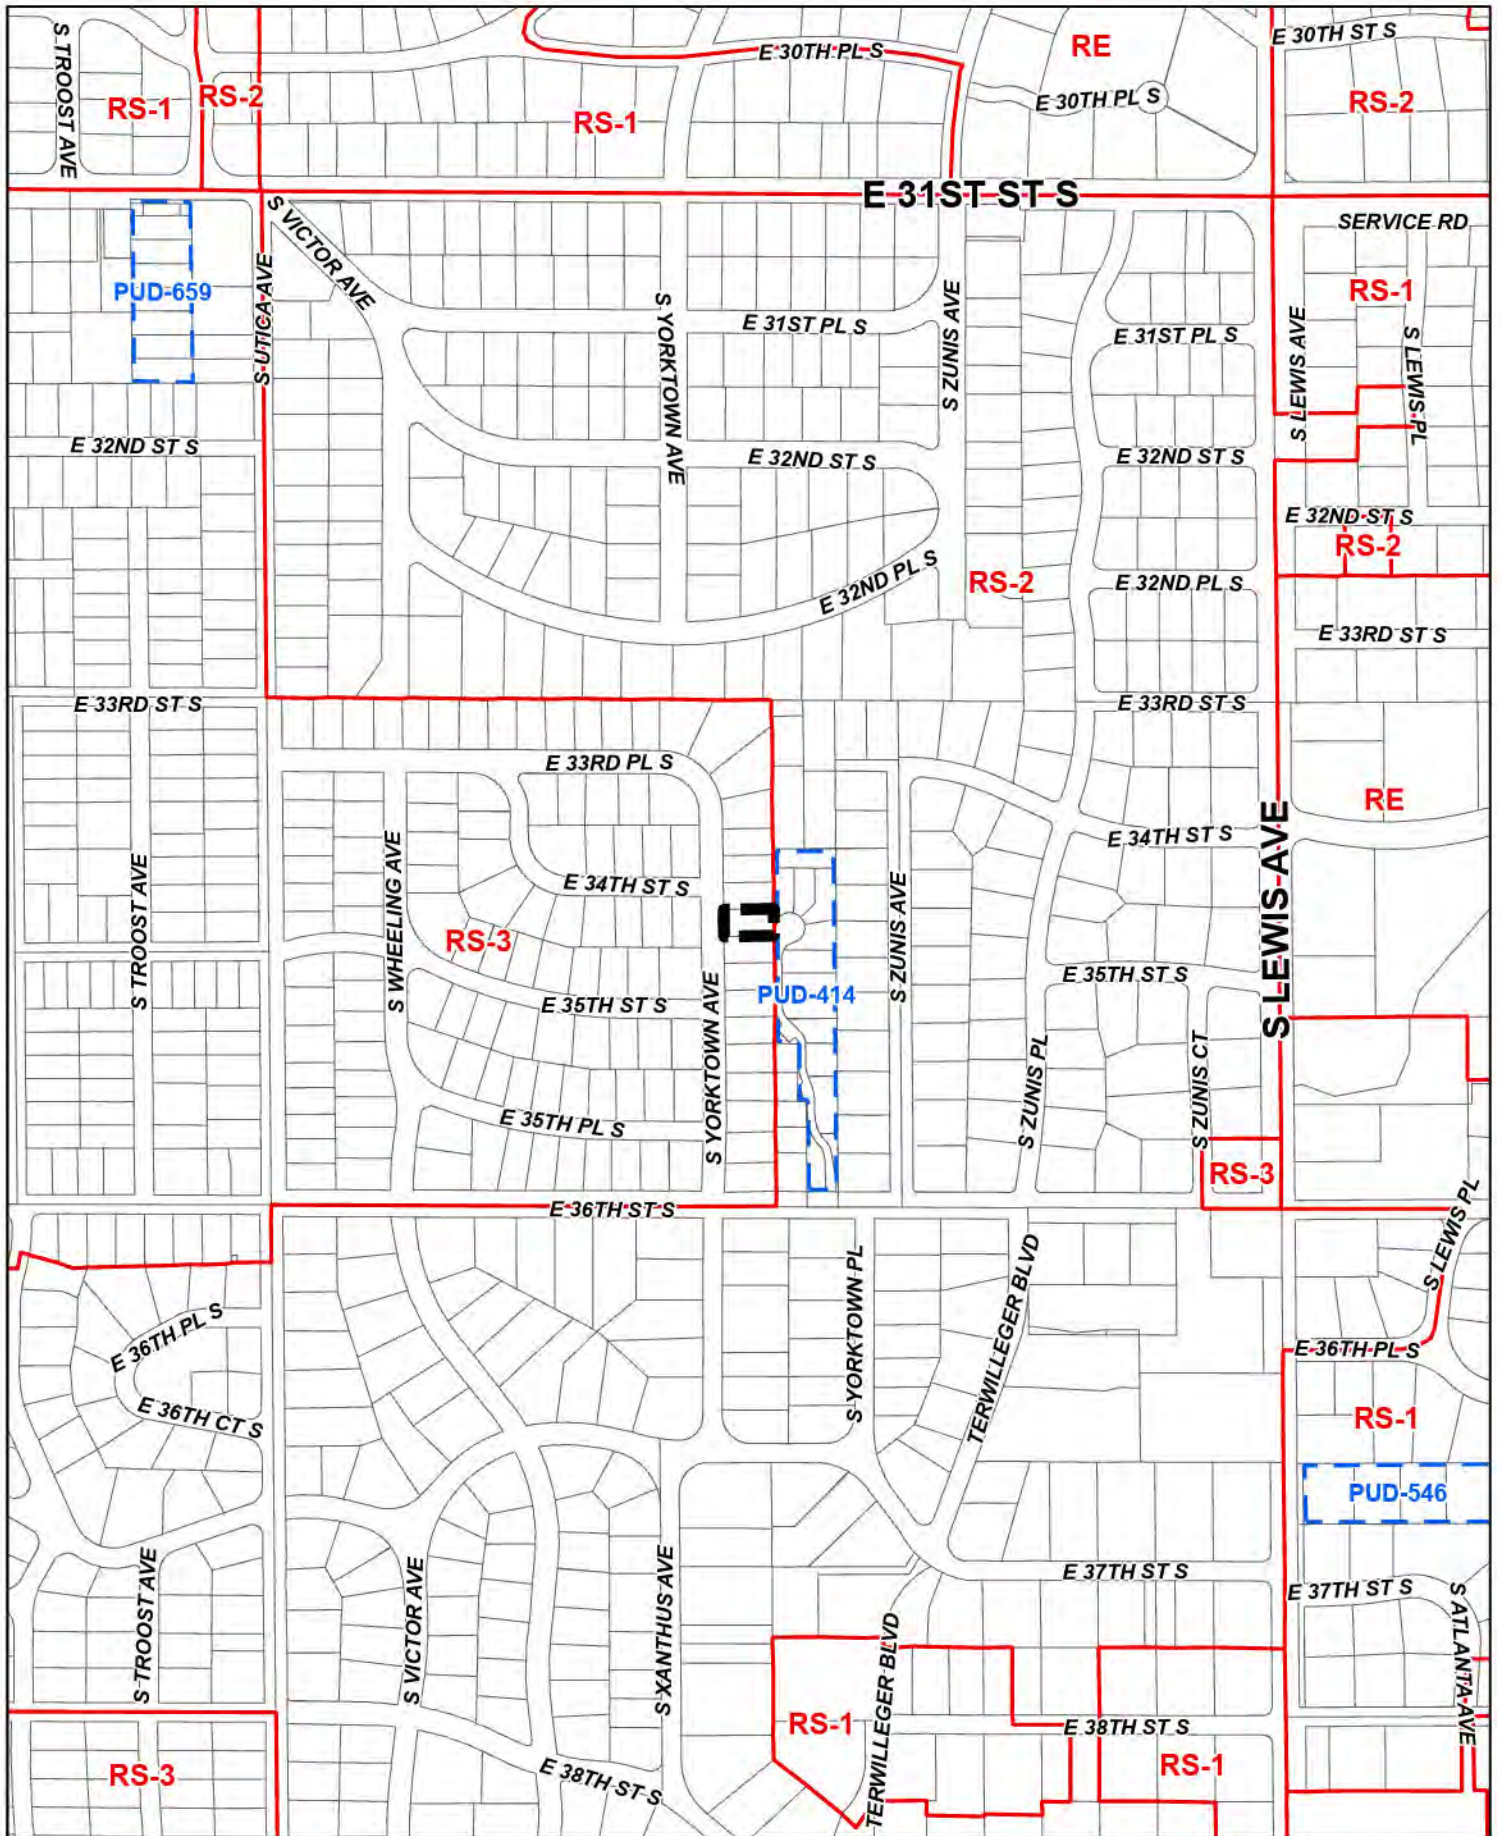 S TROOST AVE
RS-1
RS-2
RS-1
E 30TH PL S
RE
E 30TH PL S
E 30TH ST S
RS-2
E 31ST ST S
S VICTOR AVE
SERVICE RD
PUD-659
S UTICA AVE
S YORKTOWN AVE
E 31ST PL S
S ZUNIS AVE
E 31ST PL S
S LEWIS AVE
RS-1
S LEWIS PL
E 32ND ST S
E 32ND ST S
E 32ND ST S
E 32ND ST S
RS-2
E 32ND PL S
RS-2
E 32ND PL S
E 33RD ST S
E 33RD ST S
E 33RD ST S
E 33RD PL S
RE
S TROOST AVE
S WHEELING AVE
E 34TH ST S
E 34TH ST S
S ZUNIS AVE
S LEWIS AVE
RS-3
E 35TH ST S
E 35TH ST S
PUD-414
S YORKTOWN AVE
S ZUNIS PL
S ZUNIS CT
E 35TH PL S
RS-3
E 36TH ST S
S LEWIS PL
E 36TH PL S
S YORKTOWN PL
TERWILLEGER BLVD
E 36TH PL S
E 36TH CT S
RS-1
PUD-546
S TROOST AVE
S VICTOR AVE
S XANTHUS AVE
E 37TH ST S
E 37TH ST S
S ATLANTA AVE
TERWILLEGER BLVD
RS-1
E 38TH ST S
RS-3
E 38TH ST S
RS-1